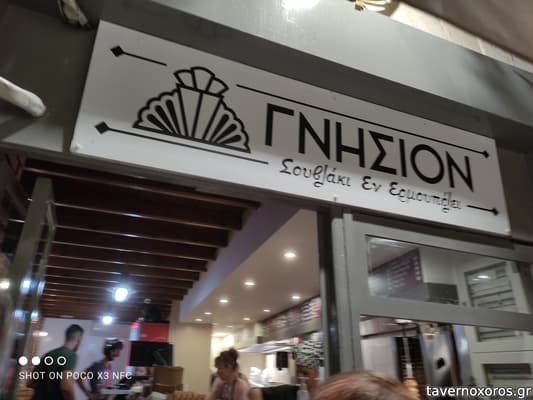 ΓΝΗΣΙΟΝ
Σουβλάκι Εν Ερμουπόλει
SHOT ON POCO X3 NFC
tavernoxoros.gr